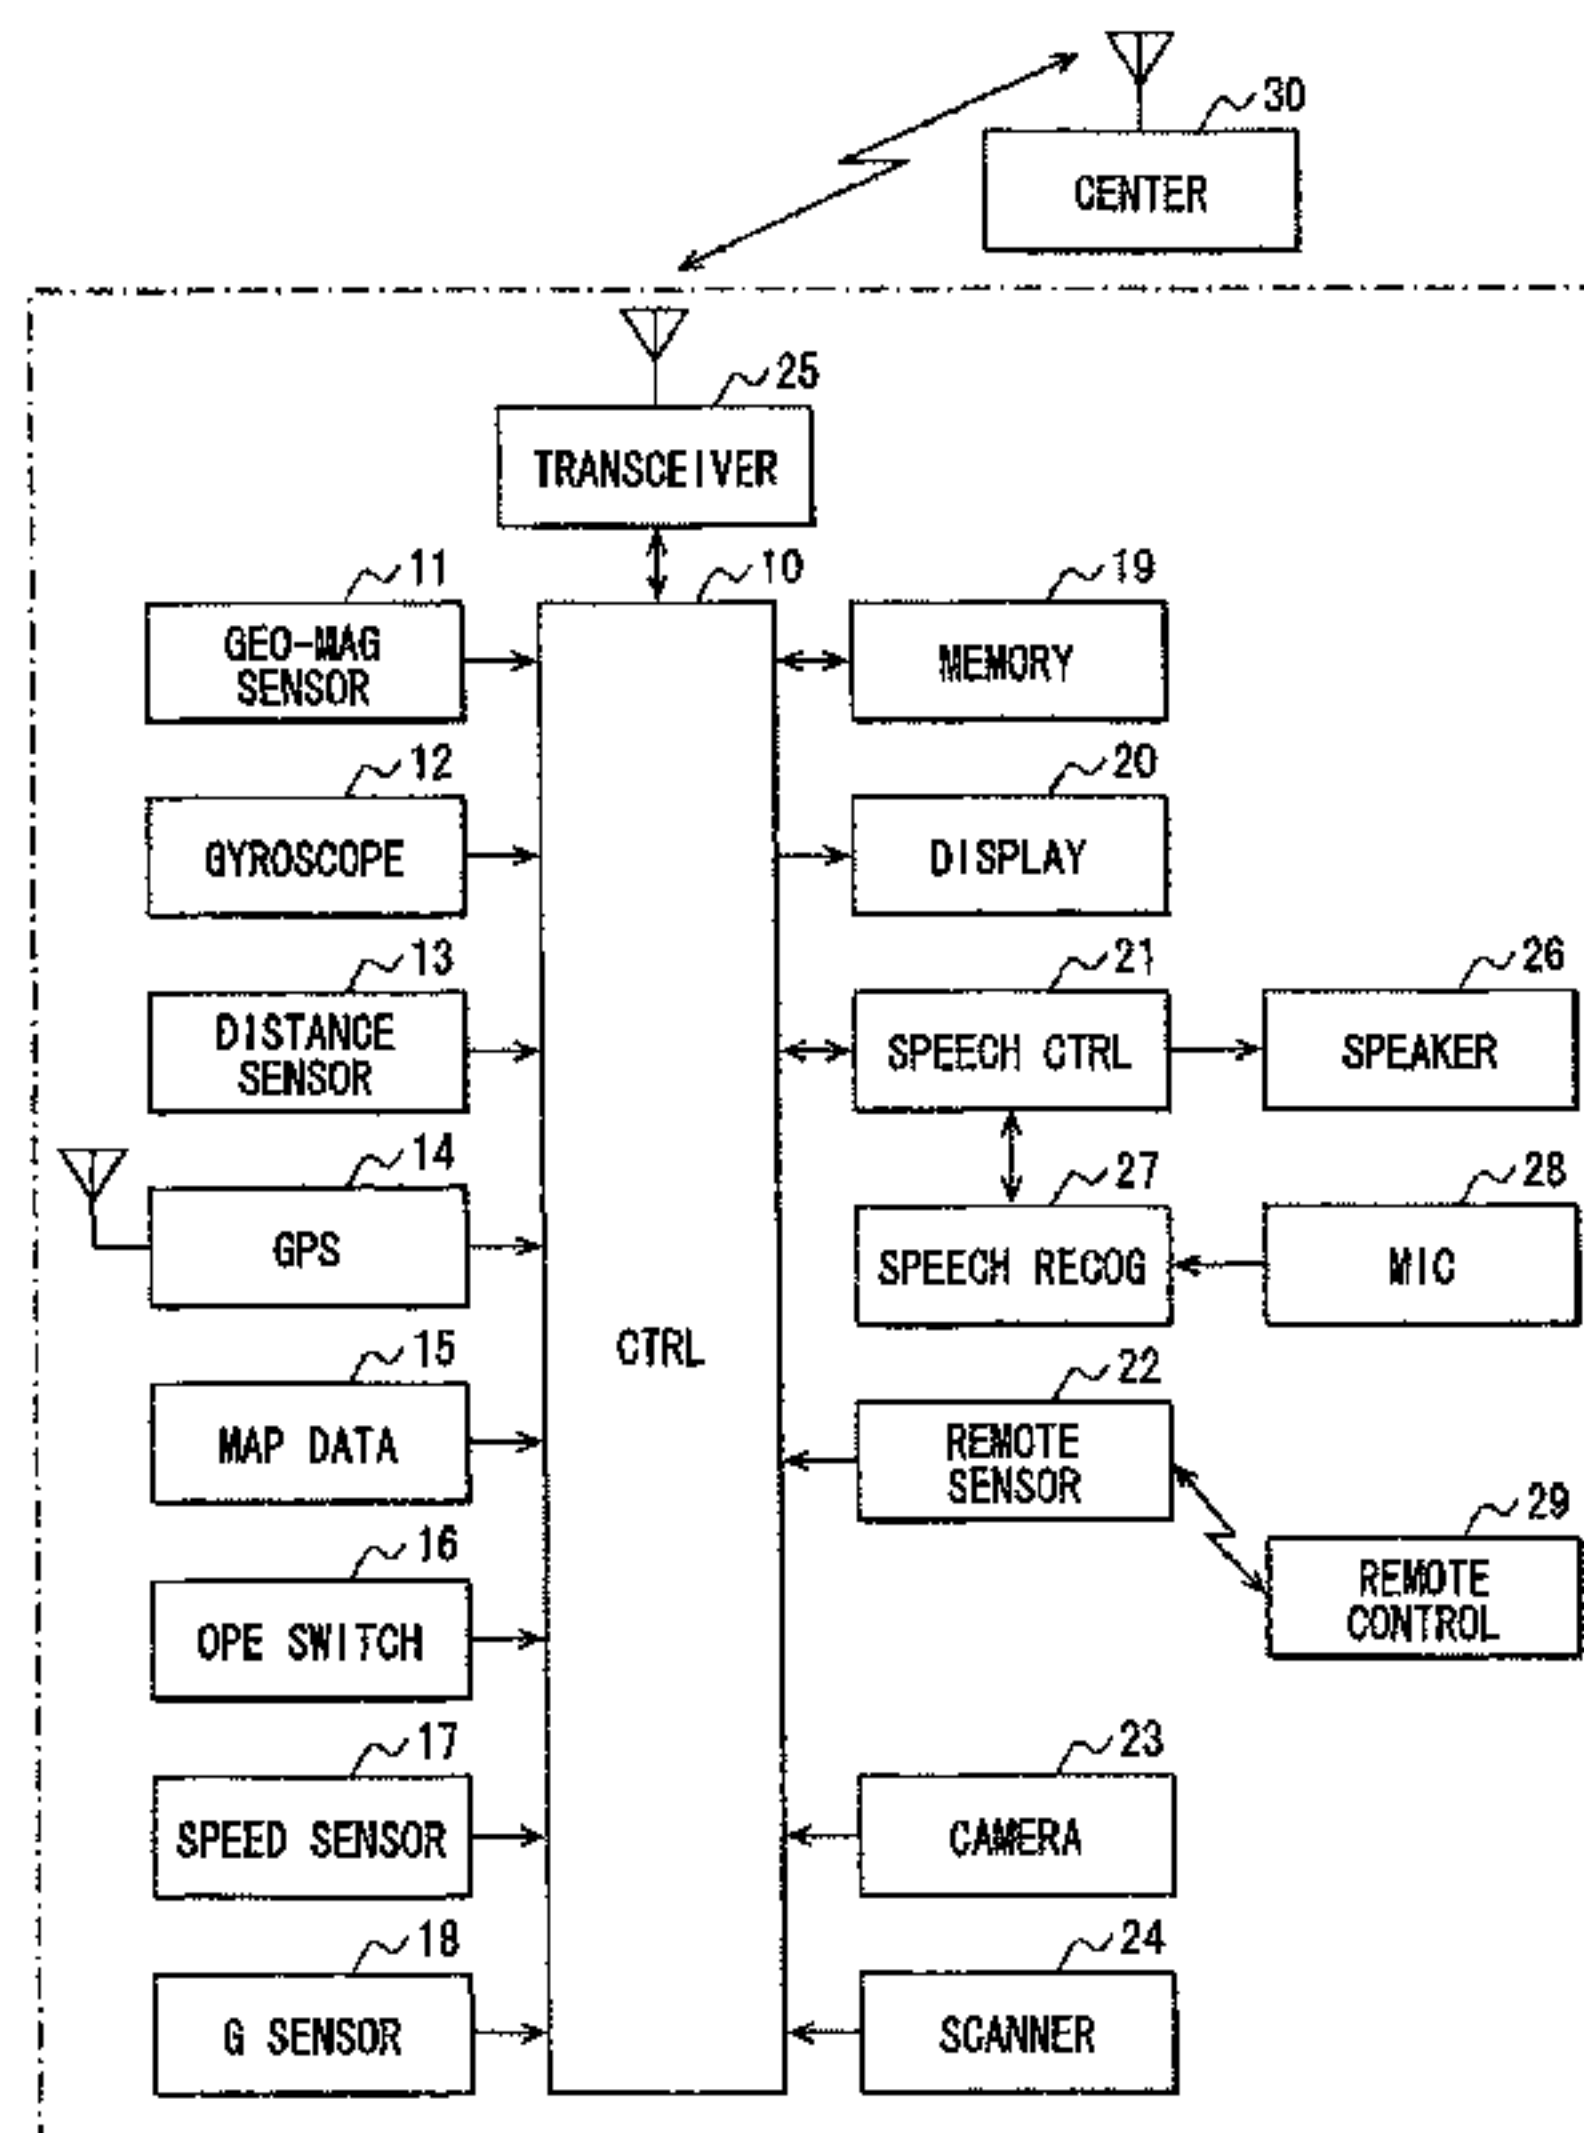 30
CENTER
25
TRANSCEIVER
11
10
19
GEO-MAG
SENSOR
MEMORY
12
20
GYROSCOPE
DISPLAY
13
21
26
DISTANCE
SENSOR
SPEECH CTRL
SPEAKER
14
27
28
GPS
SPEECH RECOG
MIC
CTRL
15
22
MAP DATA
REMOTE
SENSOR
16
29
OPE SWITCH
REMOTE
CONTROL
17
23
SPEED SENSOR
CAMERA
18
24
G SENSOR
SCANNER